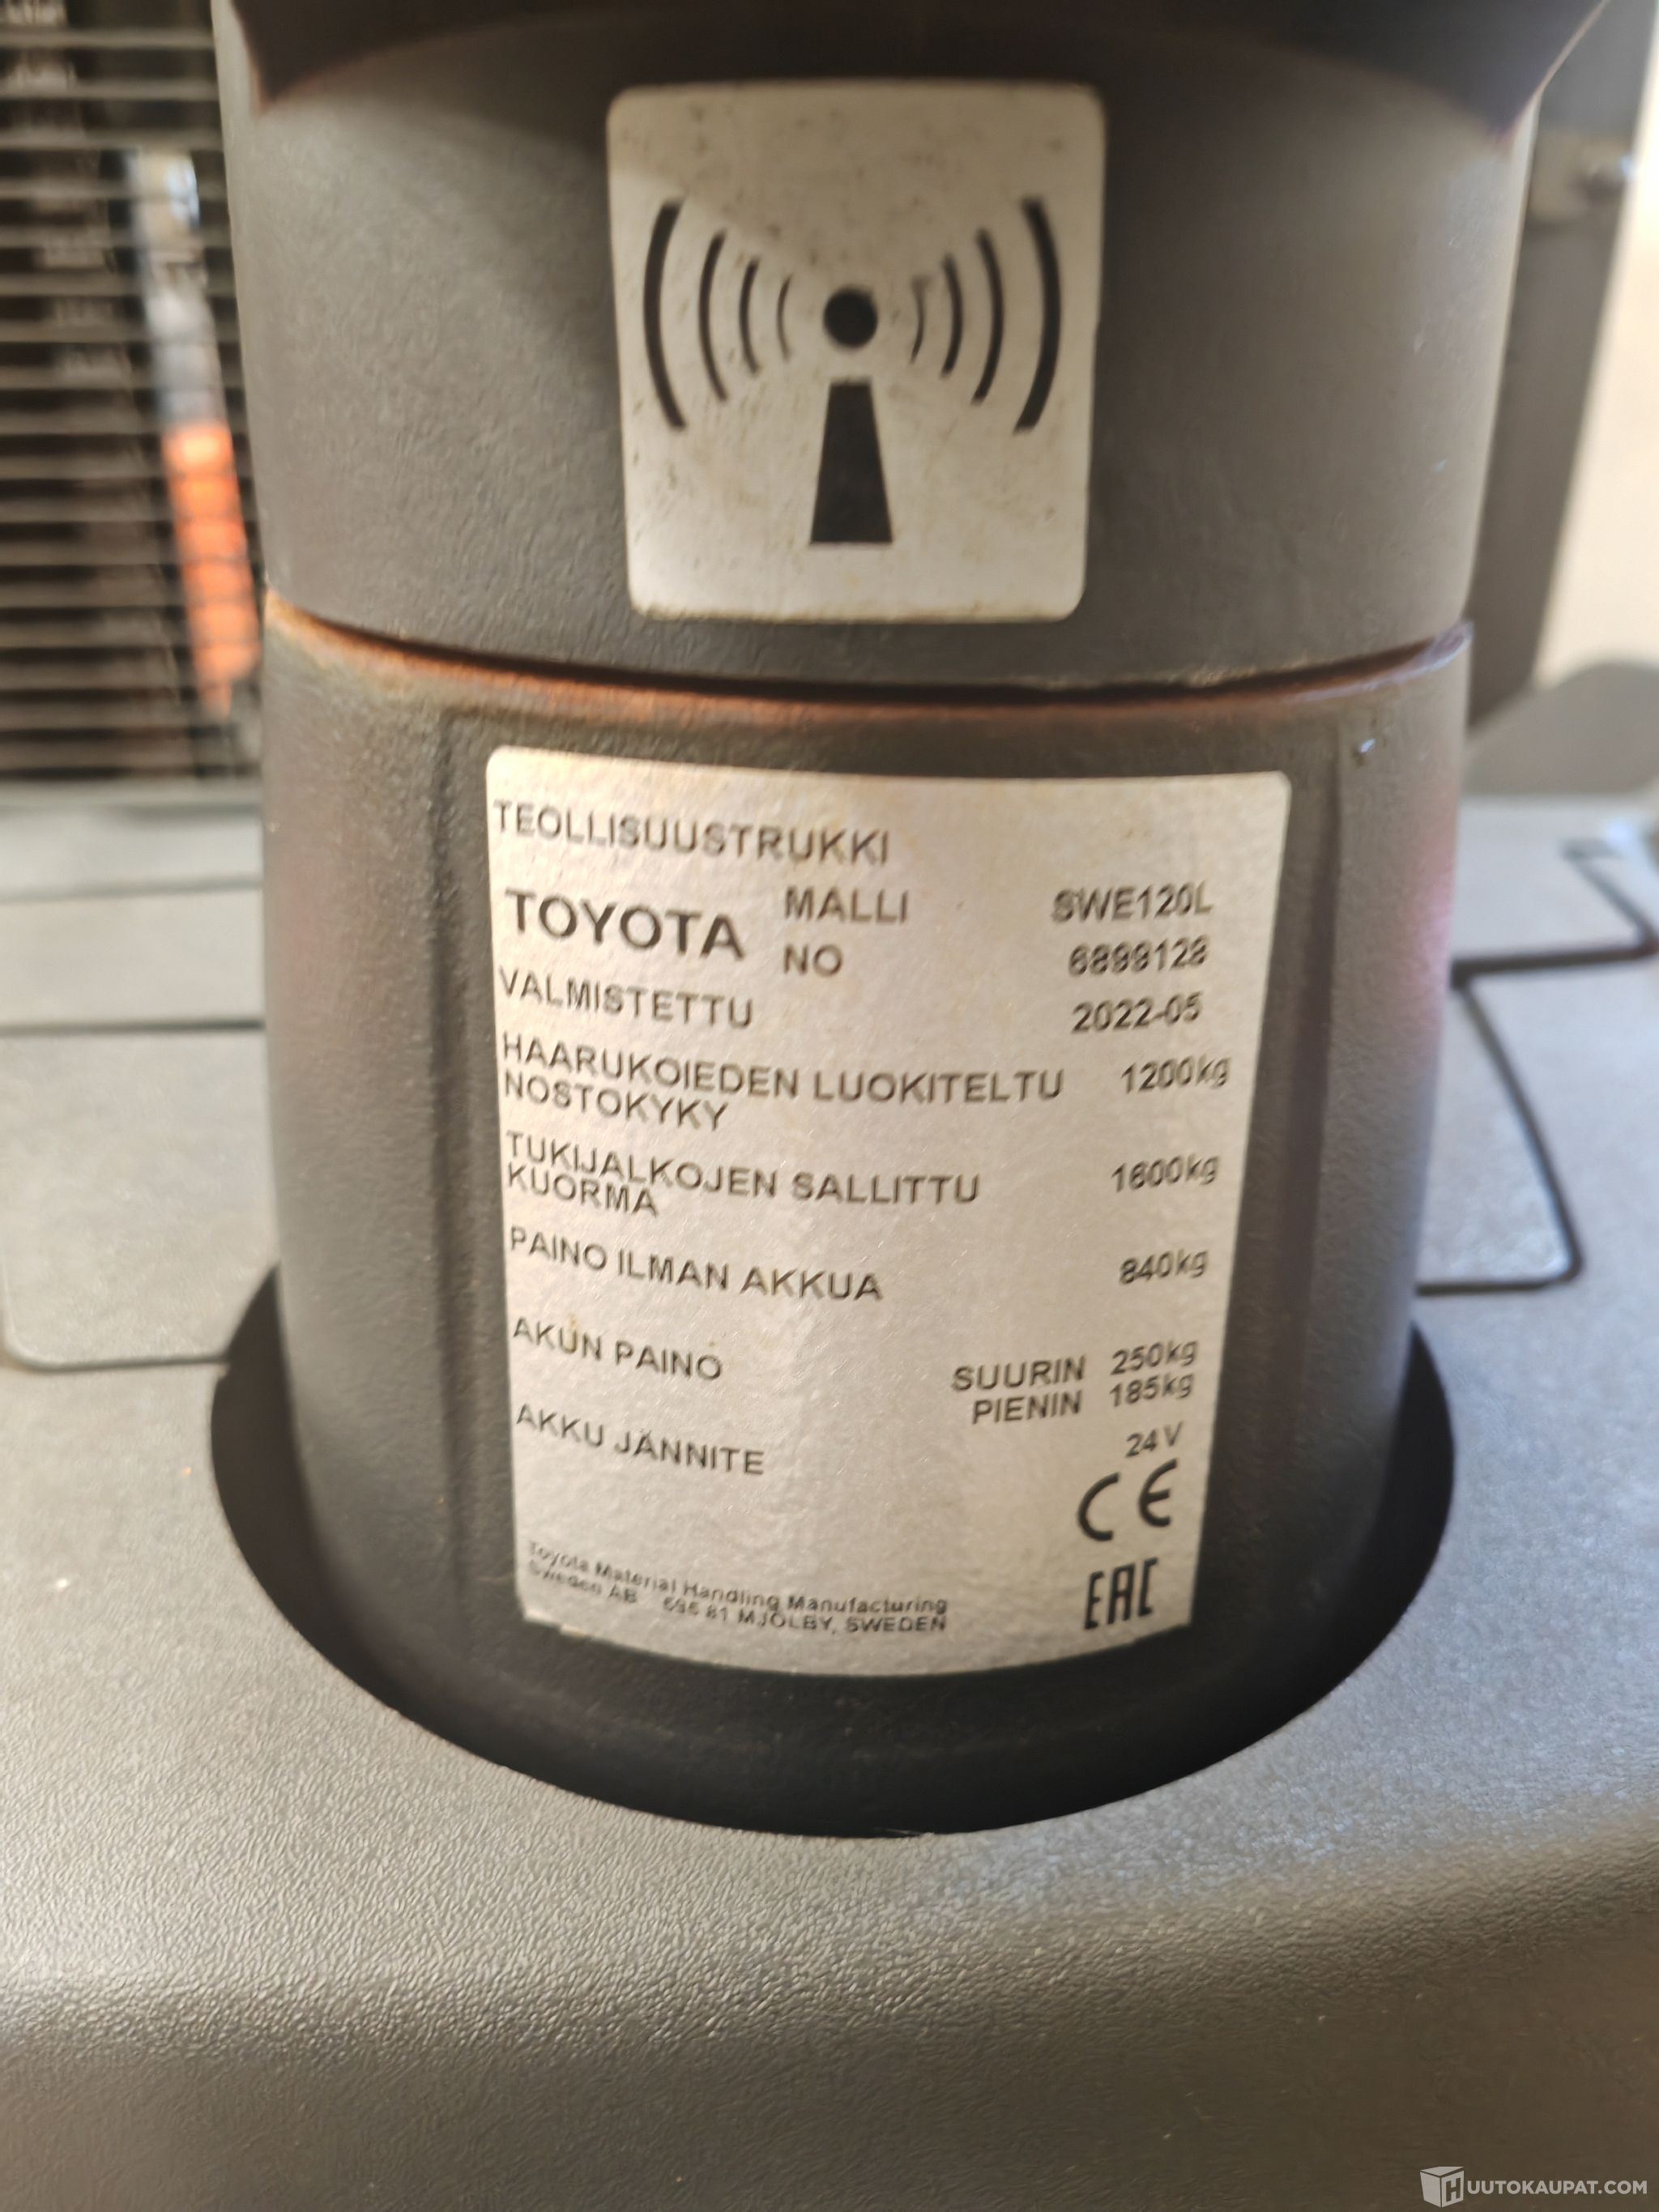 TEOLLISUUSTRUKKI
TOYOTA MALLI SWE120L
NO 6899128
VALMISTETTU 2022-05
HAARUKOIEDEN LUOKITELTU 1200kg
NOSTOKYKY
TUKIJALKOJEN SALLITTU 1600kg
KUORMA
PAINO ILMAN AKKUA 840kg
AKUN PAINO SUURIN 250kg
PIENIN 185kg
AKKU JÄNNITE 24V
CE
EAC
Toyota Material Handling Manufacturing
Sweden AB 595 81 MJÖLBY, SWEDEN
HUUTOKAUPAT.COM